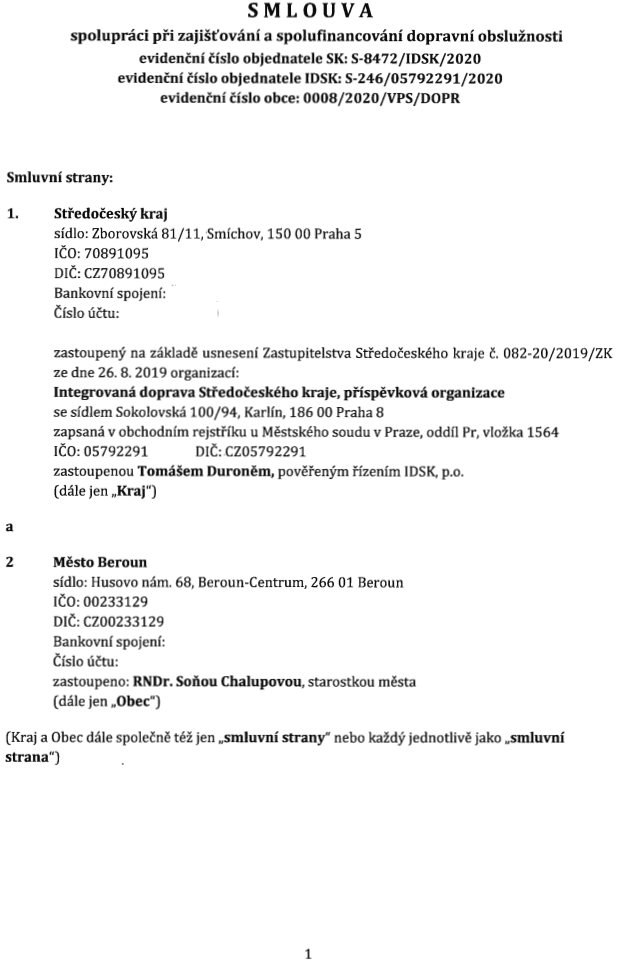 SMLOUVA
spolupráci při zajišťování a spolufinancování dopravní obslužnosti
evidenční číslo objednatele SK: S-8472/IDSK/2020
evidenční číslo objednatele IDSK: S-246/05792291/2020
evidenční číslo obce: 0008/2020/VPS/DOPR
Smluvní strany:
1. Středočeský kraj
sídlo: Zborovská 81/11, Smíchov, 150 00 Praha 5
IČO: 70891095
DIČ: CZ70891095
Bankovní spojení:
Číslo účtu:
zastoupený na základě usnesení Zastupitelstva Středočeského kraje č. 082-20/2019/ZK
ze dne 26. 8. 2019 organizací:
Integrovaná doprava Středočeského kraje, příspěvková organizace
se sídlem Sokolovská 100/94, Karlín, 186 00 Praha 8
zapsaná v obchodním rejstříku u Městského soudu v Praze, oddíl Pr, vložka 1564
IČO: 05792291 DIČ: CZ05792291
zastoupenou Tomášem Duroněm, pověřeným řízením IDSK, p.o.
(dále jen „Kraj“)
a
2 Město Beroun
sídlo: Husovo nám. 68, Beroun-Centrum, 266 01 Beroun
IČO: 00233129
DIČ: CZ00233129
Bankovní spojení:
Číslo účtu:
zastoupeno: RNDr. Soňou Chalupovou, starostkou města
(dále jen „Obec“)
(Kraj a Obec dále společně též jen „smluvní strany“ nebo každý jednotlivě jako „smluvní
strana“)
1